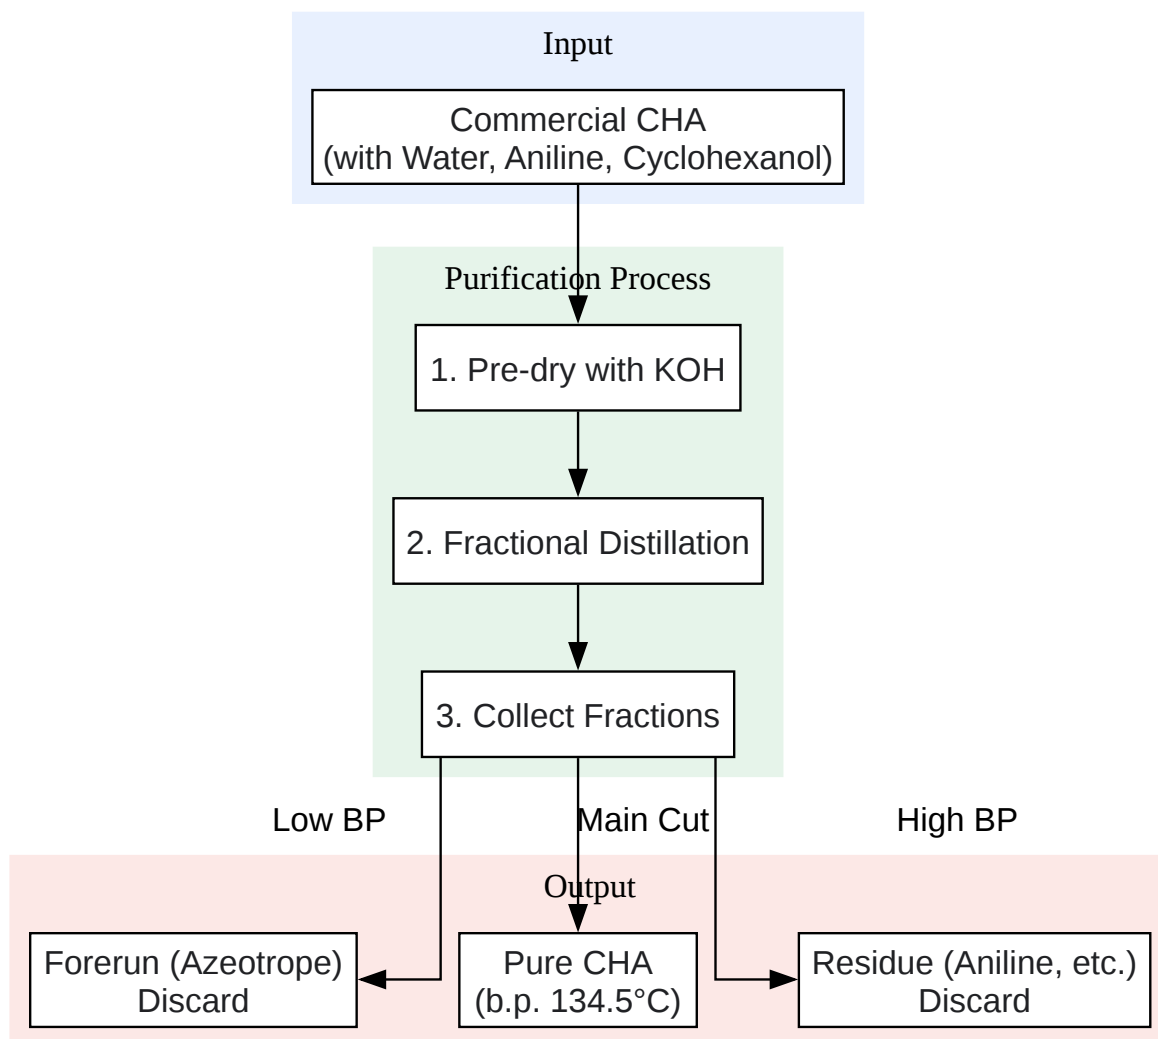 Input
Commercial CHA
(with Water, Aniline, Cyclohexanol)
Purification Process
1. Pre-dry with KOH
2. Fractional Distillation
3. Collect Fractions
Low BP
Main Cut
High BP
Output
Forerun (Azeotrope)
Discard
Pure CHA
(b.p. 134.5°C)
Residue (Aniline, etc.)
Discard